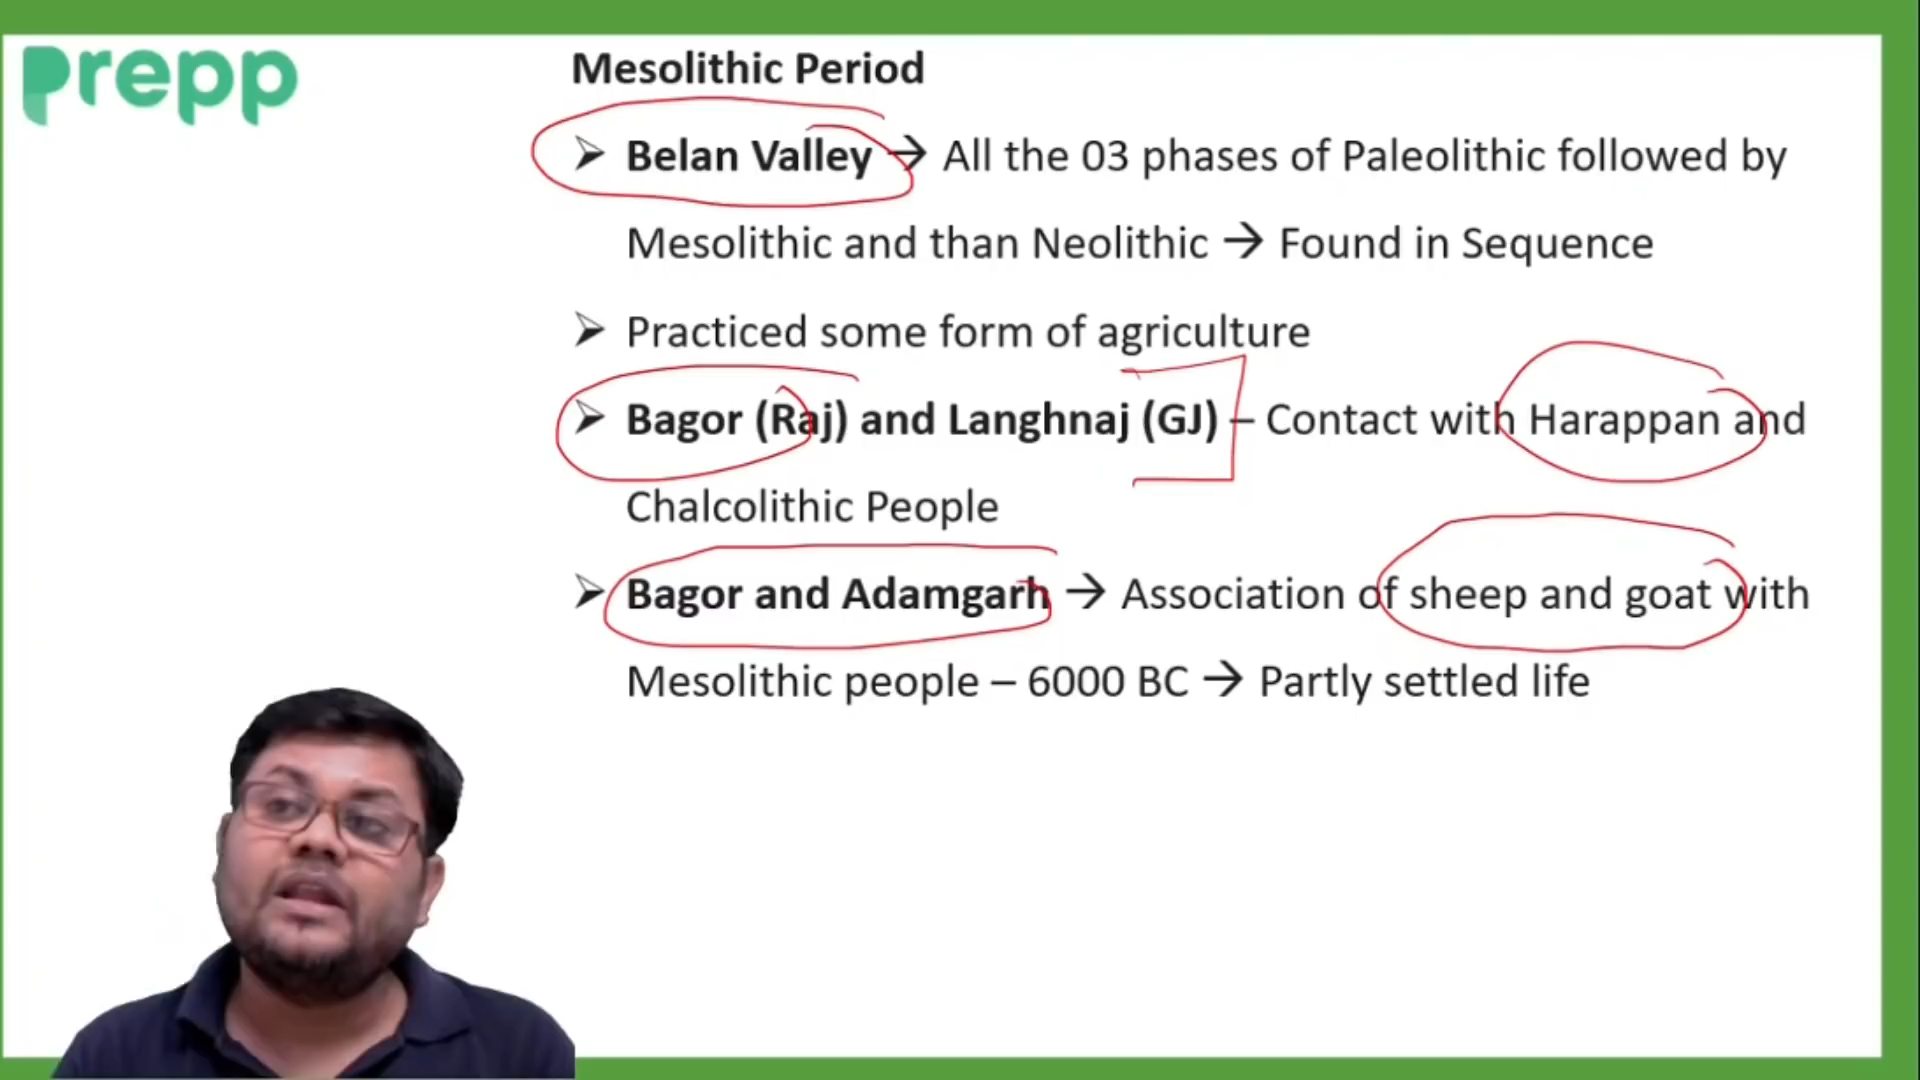 prepp
Mesolithic Period
➢ Belan Valley → All the 03 phases of Paleolithic followed by
Mesolithic and than Neolithic → Found in Sequence
➢ Practiced some form of agriculture
➢ Bagor (Raj) and Langhnaj (GJ) – Contact with Harappan and
Chalcolithic People
➢ Bagor and Adamgarh → Association of sheep and goat with
Mesolithic people – 6000 BC → Partly settled life